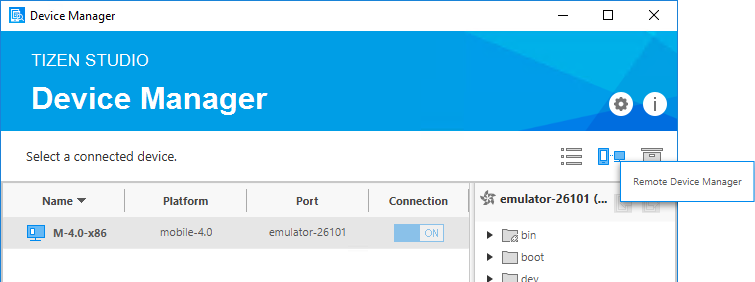 Device Manager
TIZEN STUDIO
Device Manager
Select a connected device.
Remote Device Manager
Name Platform Port Connection
emulator-26101 (...
M-4.0-x86 mobile-4.0 emulator-26101 ON
bin
boot
dev